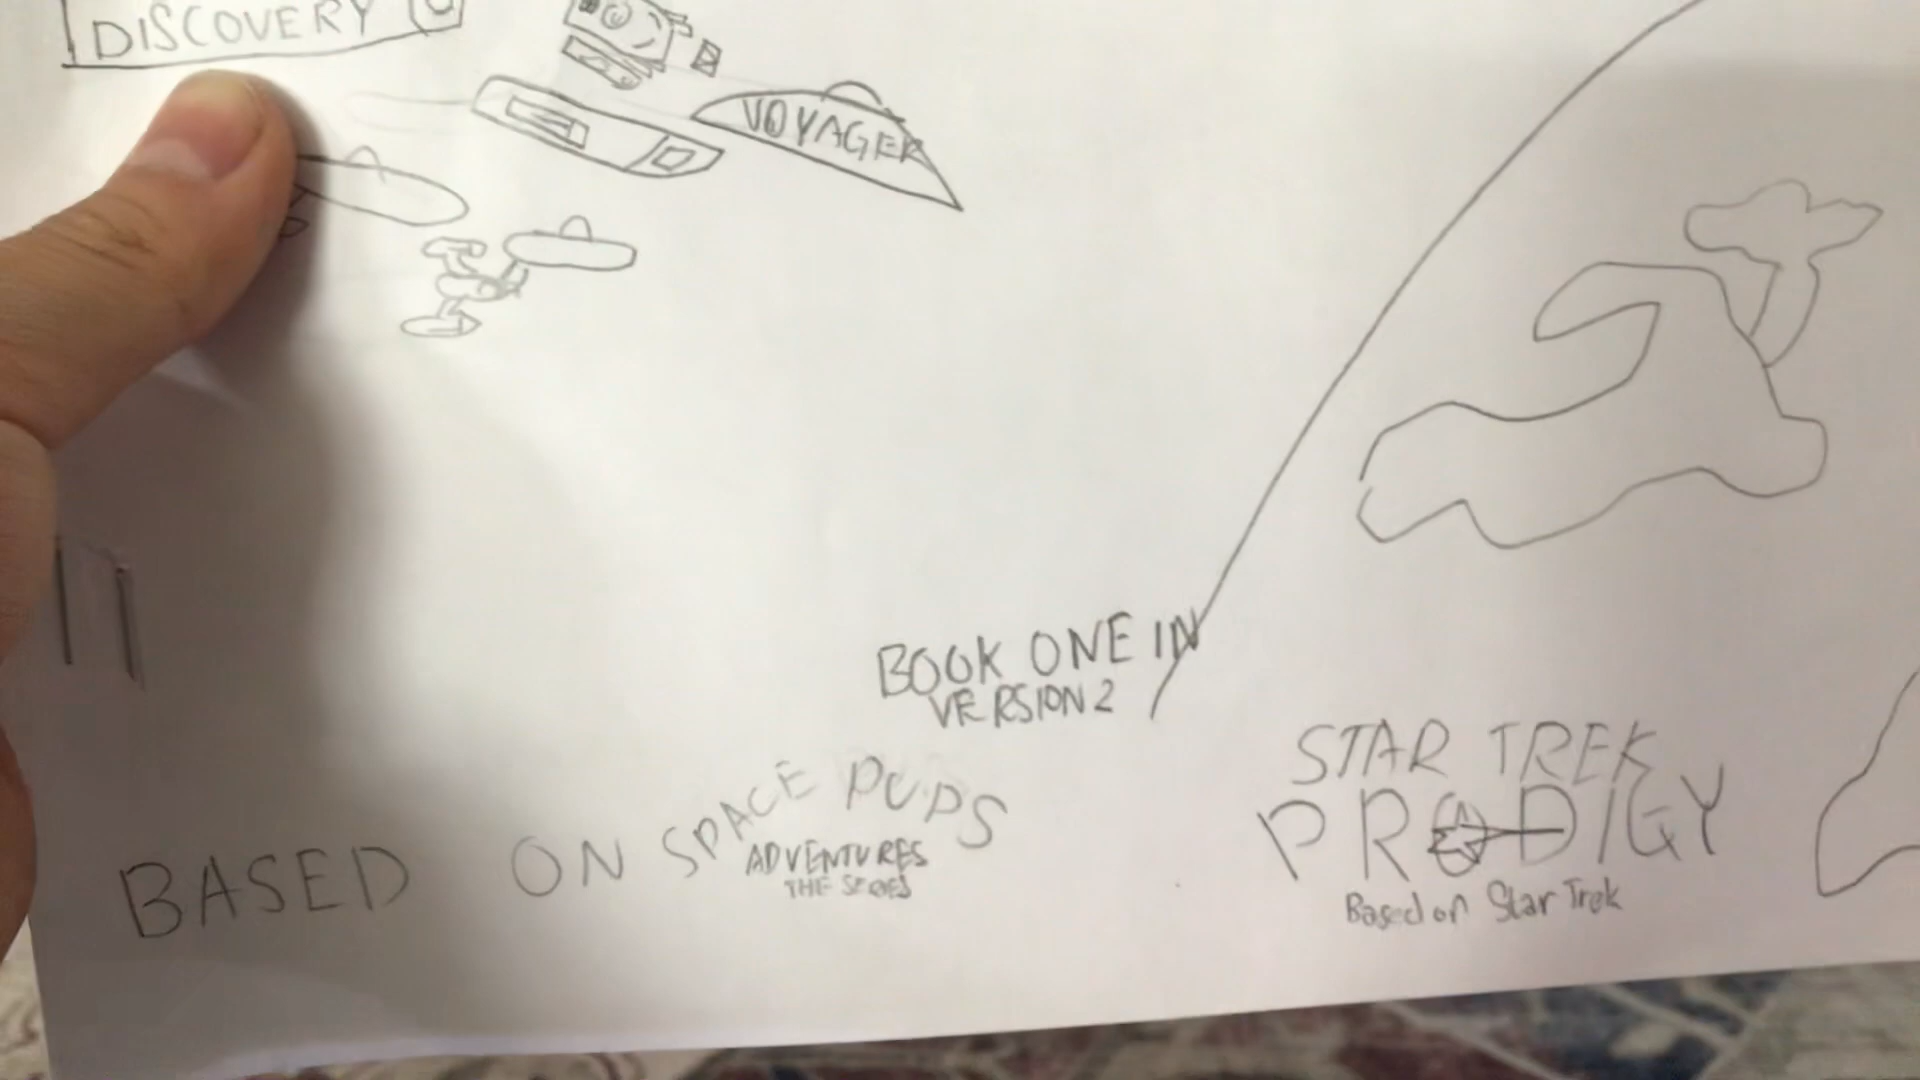 DISCOVERY
VOYAGER
BOOK ONE IN
VERSION 2
BASED ON SPACE PUPS
ADVENTURES
THE SERIES
STAR TREK
PRODIGY
Based on Star Trek